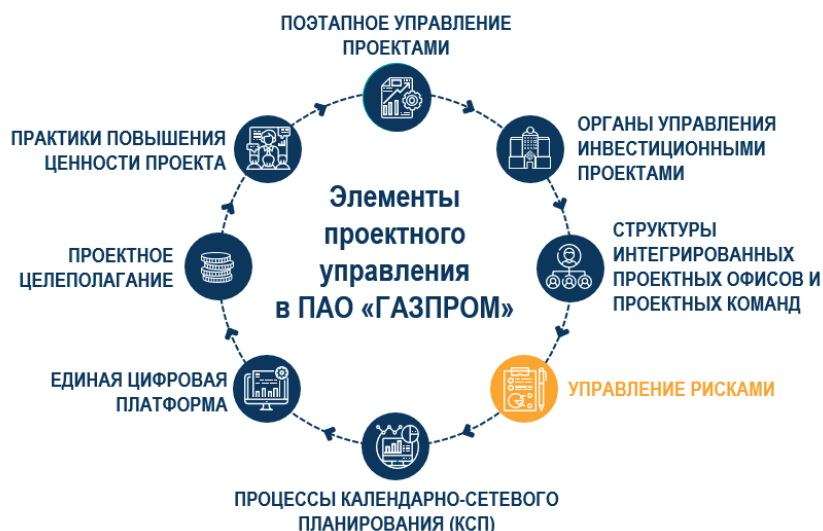 ПОЭТАПНОЕ УПРАВЛЕНИЕ
ПРОЕКТАМИ
ОРГАНЫ УПРАВЛЕНИЯ
ИНВЕСТИЦИОННЫМИ
ПРОЕКТАМИ
СТРУКТУРЫ
ИНТЕГРИРОВАННЫХ
ПРОЕКТНЫХ ОФИСОВ И
ПРОЕКТНЫХ КОМАНД
УПРАВЛЕНИЕ РИСКАМИ
ПРОЦЕССЫ КАЛЕНДАРНО-СЕТЕВОГО
ПЛАНИРОВАНИЯ (КСП)
ЕДИНАЯ ЦИФРОВАЯ
ПЛАТФОРМА
ПРОЕКТНОЕ
ЦЕЛЕПОЛАГАНИЕ
ПРАКТИКИ ПОВЫШЕНИЯ
ЦЕННОСТИ ПРОЕКТА
Элементы
проектного
управления
в ПАО «ГАЗПРОМ»